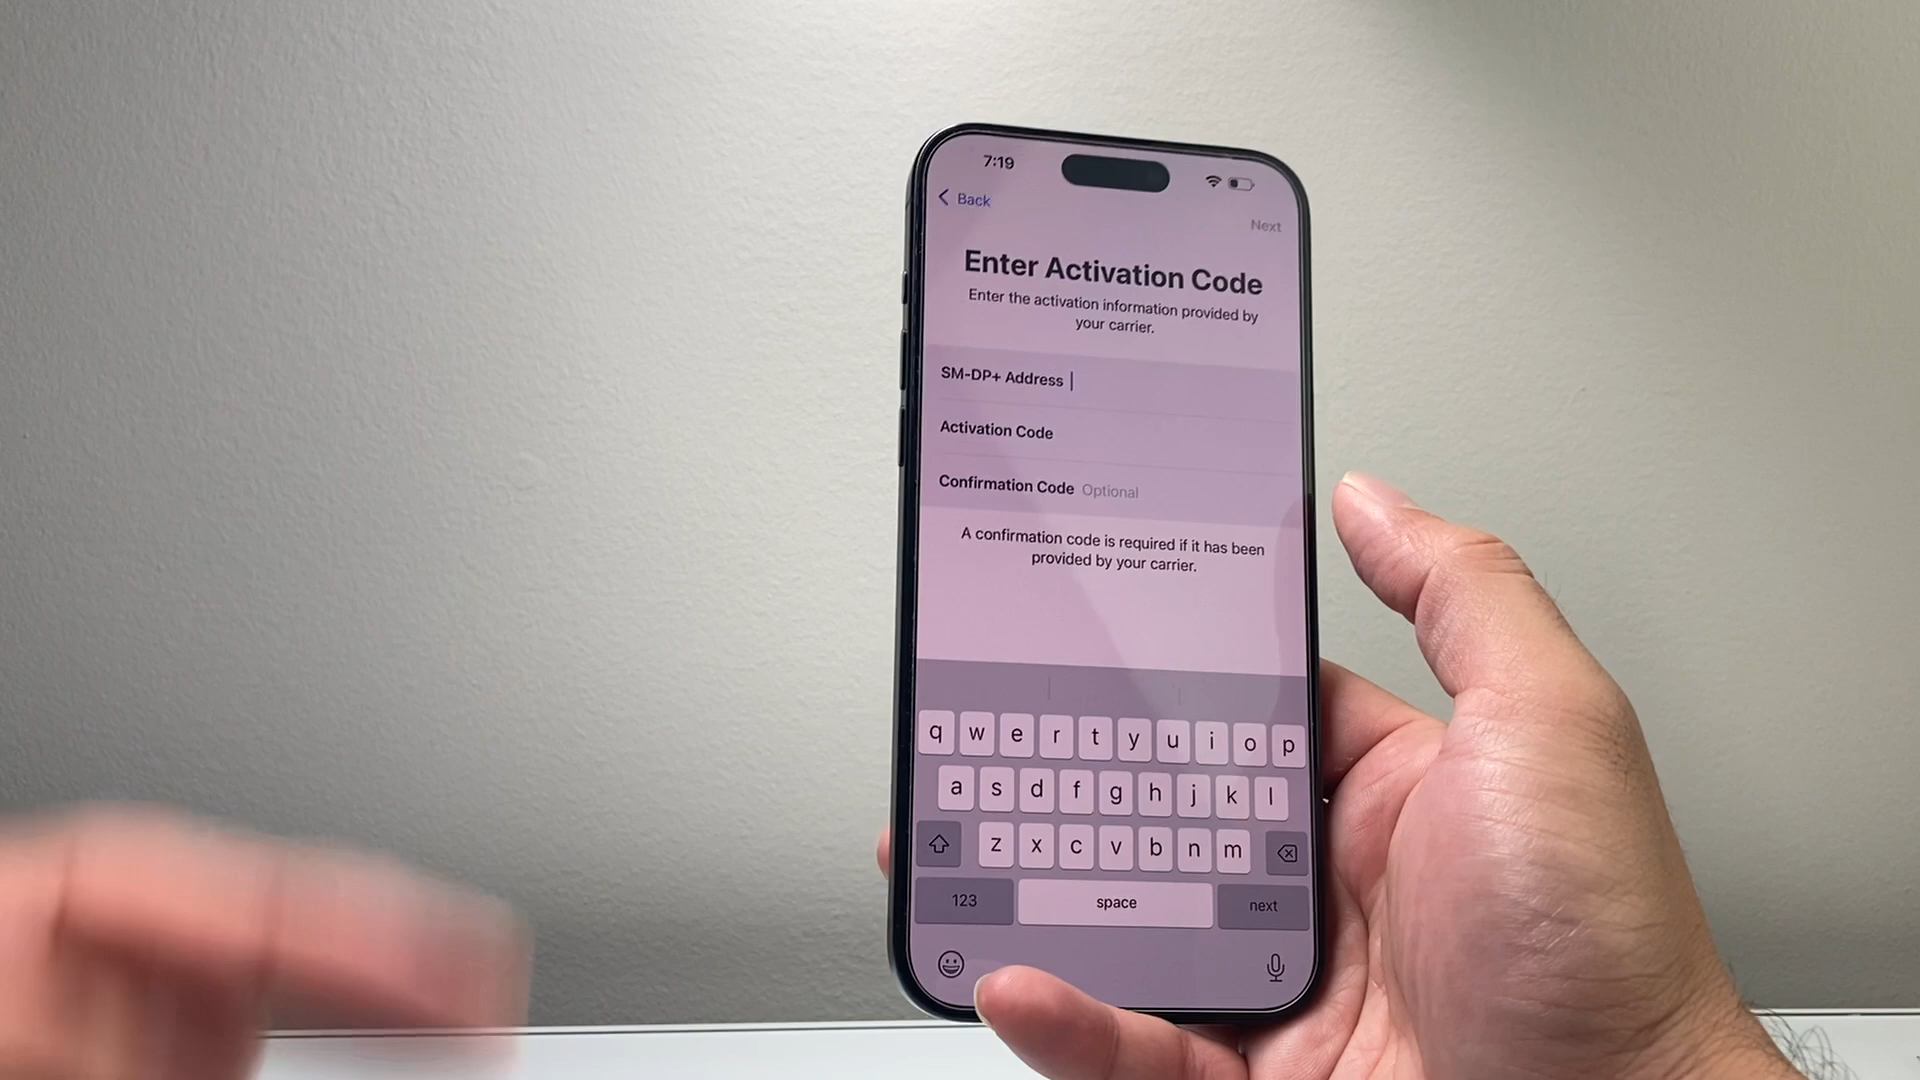 7:19
Back
Next
Enter Activation Code
Enter the activation information provided by
your carrier.
SM-DP+ Address
Activation Code
Confirmation Code Optional
A confirmation code is required if it has been
provided by your carrier.
q w e r t y u i o p
a s d f g h j k l
z x c v b n m
123 space next